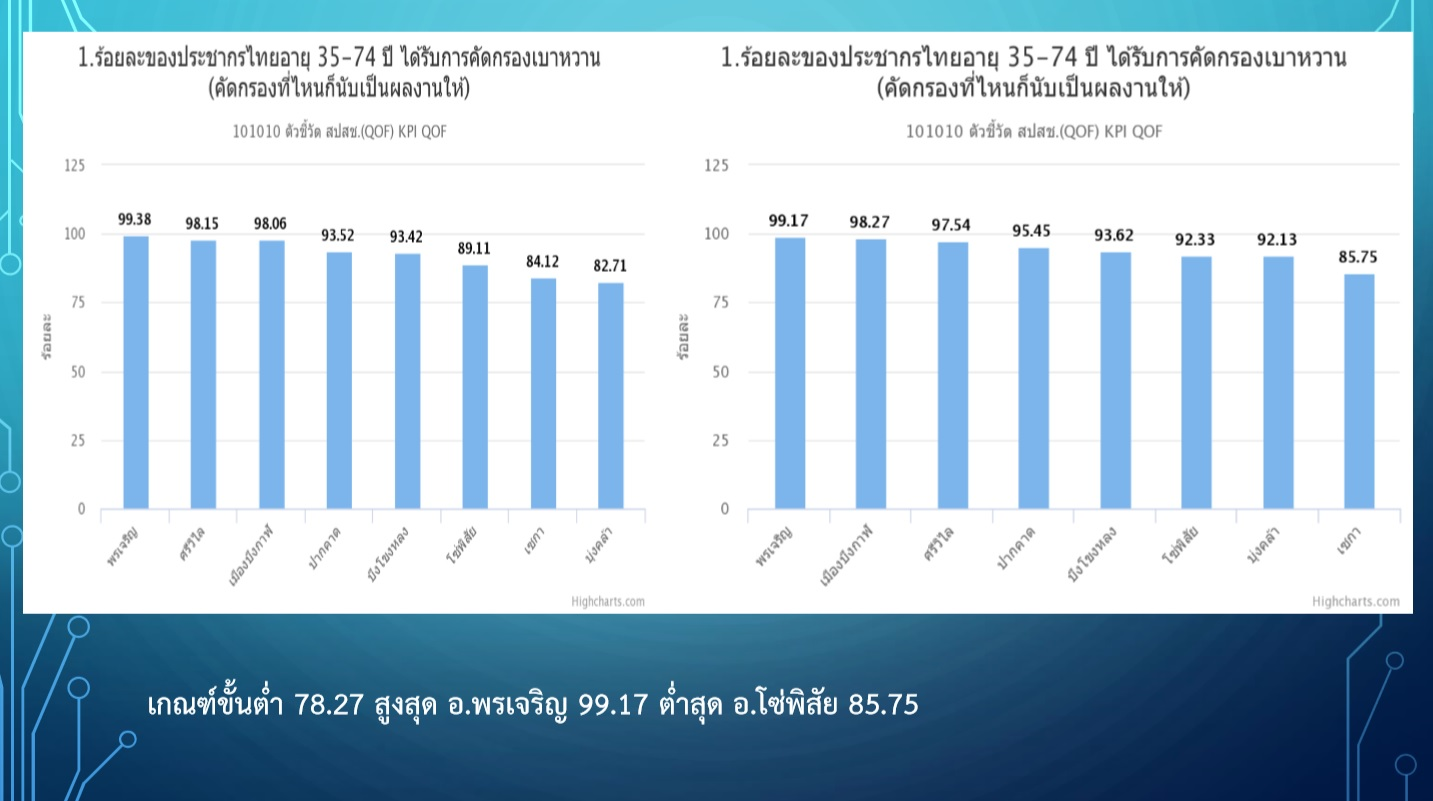 1.ร้อยละของประชากรไทยอายุ 35-74 ปี ได้รับการคัดกรองเบาหวาน
(คัดกรองที่ไหนก็นับเป็นผลงานให้)
101010 ตัวชี้วัด สปสช.(QOF) KPI QOF
125
100
75
50
25
0
ร้อยละ
99.38
98.15
98.06
93.52
93.42
89.11
84.12
82.71
พรเจริญ
ศรีวิไล
เมืองบึงกาฬ
ปากคาด
บึงโขงหลง
โซ่พิสัย
เซกา
บุ่งคล้า
Highcharts.com
1.ร้อยละของประชากรไทยอายุ 35-74 ปี ได้รับการคัดกรองเบาหวาน
(คัดกรองที่ไหนก็นับเป็นผลงานให้)
101010 ตัวชี้วัด สปสช.(QOF) KPI QOF
125
100
75
50
25
0
ร้อยละ
99.17
98.27
97.54
95.45
93.62
92.33
92.13
85.75
พรเจริญ
เมืองบึงกาฬ
ศรีวิไล
ปากคาด
บึงโขงหลง
โซ่พิสัย
บุ่งคล้า
เซกา
Highcharts.com
เกณฑ์ขั้นต่ำ 78.27 สูงสุด อ.พรเจริญ 99.17 ต่ำสุด อ.โซ่พิสัย 85.75